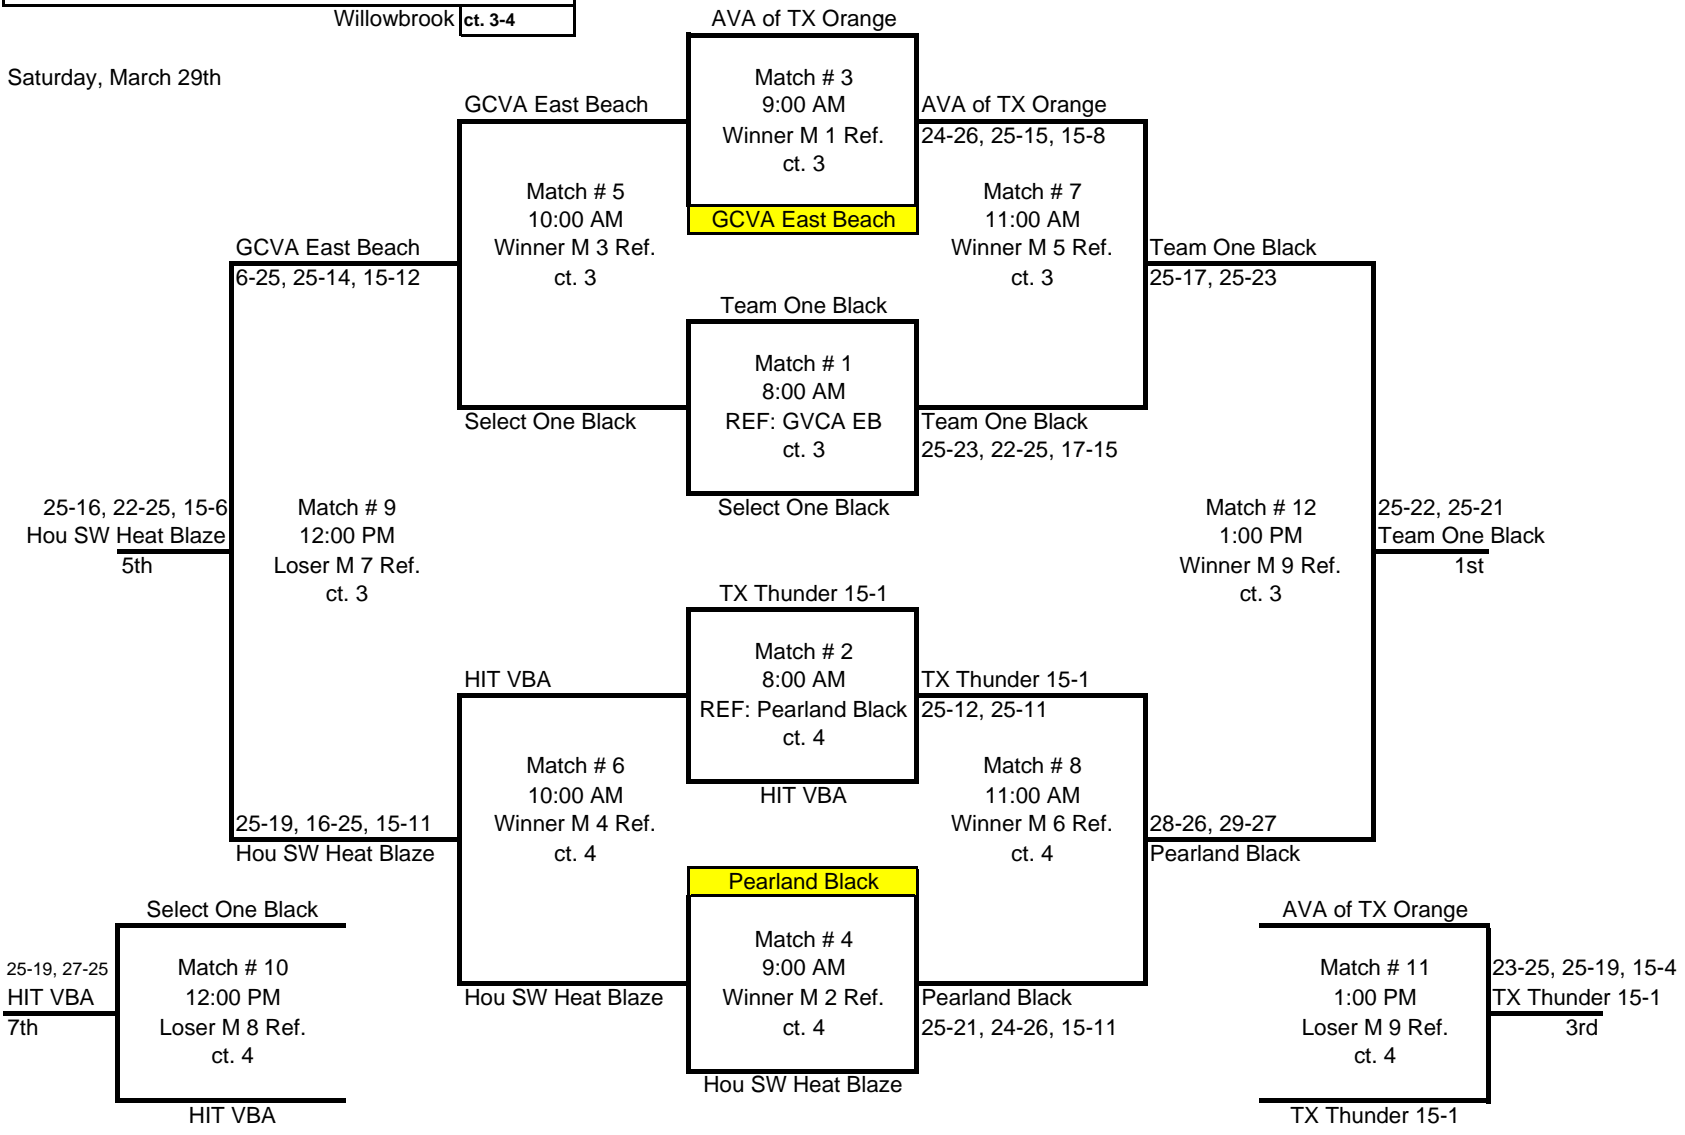 Willowbrook ct. 3-4
Saturday, March 29th
AVA of TX Orange
Match # 3
9:00 AM
Winner M 1 Ref.
ct. 3
GCVA East Beach
GCVA East Beach
Match # 5
10:00 AM
Winner M 3 Ref.
ct. 3
Select One Black
AVA of TX Orange
24-26, 25-15, 15-8
Match # 7
11:00 AM
Winner M 5 Ref.
ct. 3
GCVA East Beach
6-25, 25-14, 15-12
Team One Black
25-17, 25-23
Team One Black
Match # 1
8:00 AM
REF: GVCA EB
ct. 3
Select One Black
Team One Black
25-23, 22-25, 17-15
25-16, 22-25, 15-6
Hou SW Heat Blaze
5th
Match # 9
12:00 PM
Loser M 7 Ref.
ct. 3
Match # 12
1:00 PM
Winner M 9 Ref.
ct. 3
25-22, 25-21
Team One Black
1st
TX Thunder 15-1
Match # 2
8:00 AM
REF: Pearland Black
ct. 4
HIT VBA
HIT VBA
Match # 6
10:00 AM
Winner M 4 Ref.
ct. 4
Hou SW Heat Blaze
TX Thunder 15-1
25-12, 25-11
Match # 8
11:00 AM
Winner M 6 Ref.
ct. 4
25-19, 16-25, 15-11
Hou SW Heat Blaze
28-26, 29-27
Pearland Black
Pearland Black
Match # 4
9:00 AM
Winner M 2 Ref.
ct. 4
Hou SW Heat Blaze
Pearland Black
25-21, 24-26, 15-11
Select One Black
25-19, 27-25
HIT VBA
7th
Match # 10
12:00 PM
Loser M 8 Ref.
ct. 4
HIT VBA
AVA of TX Orange
Match # 11
1:00 PM
Loser M 9 Ref.
ct. 4
TX Thunder 15-1
23-25, 25-19, 15-4
TX Thunder 15-1
3rd